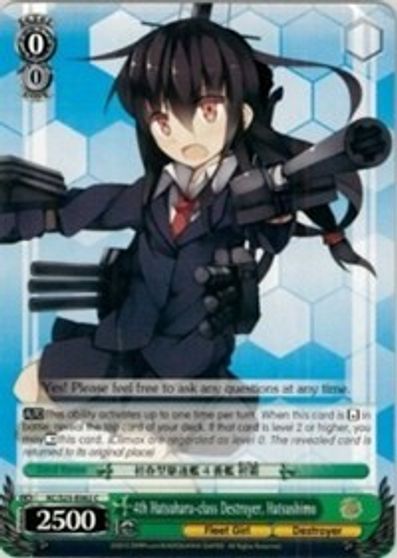 0
0
Yes! Please feel free to ask any questions at any time.
This ability activates up to one time per turn. When this card is in
battle, reveal the top card of your deck. If that card is level 2 or higher, you
may this card. (Climax are regarded as level 0. The revealed card is
returned to its original place)
Card Name
初春型駆逐艦 4番艦 初霜
2500
4th Hatsuharu-class Destroyer, Hatsushimo
Fleet Girl Destroyer